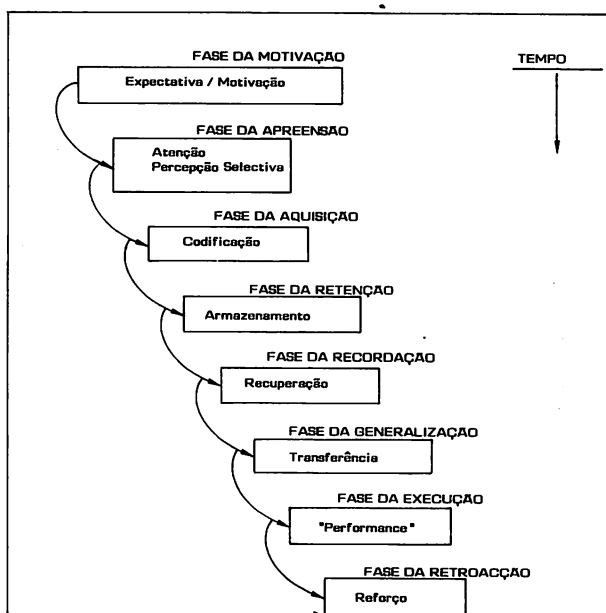 FASE DA MOTIVAÇÃO
TEMPO
Expectativa / Motivação
FASE DA APREENSÃO
Atenção
Percepção Selectiva
FASE DA AQUISIÇÃO
Codificação
FASE DA RETENÇÃO
Armazenamento
FASE DA RECORDAÇÃO
Recuperação
FASE DA GENERALIZAÇÃO
Transferência
FASE DA EXECUÇÃO
"Performance"
FASE DA RETROACÇÃO
Reforço